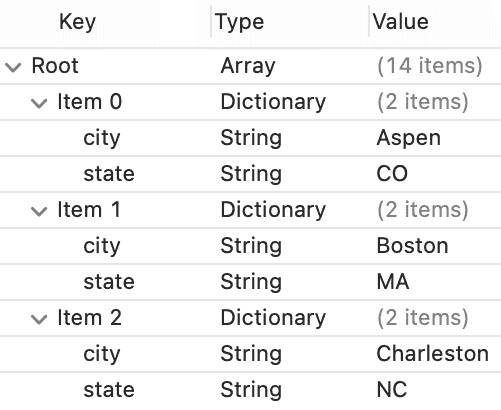 Key Type Value
Root Array (14 items)
Item 0 Dictionary (2 items)
city String Aspen
state String CO
Item 1 Dictionary (2 items)
city String Boston
state String MA
Item 2 Dictionary (2 items)
city String Charleston
state String NC